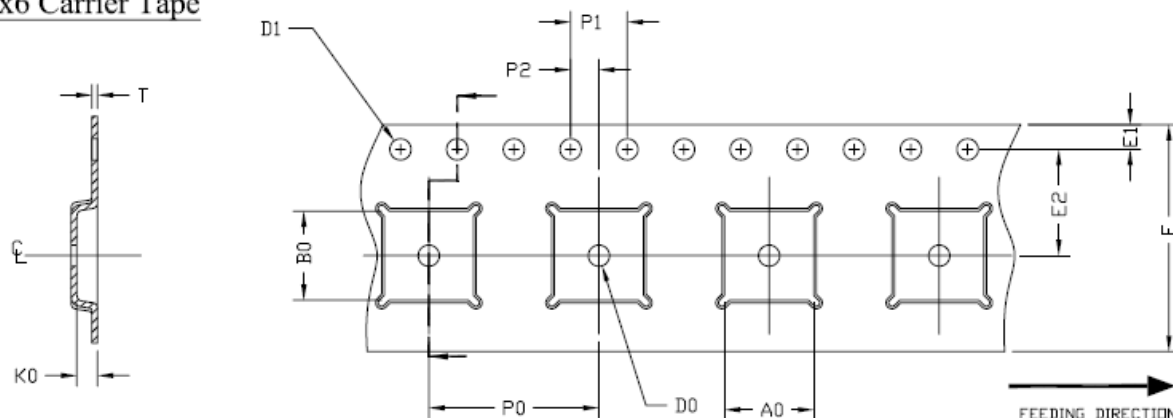 x6 Carrier Tape
D1
P1
P2
T
E1
E2
E
B0
℄
K0
P0
D0
A0
FEEDING DIRECTION